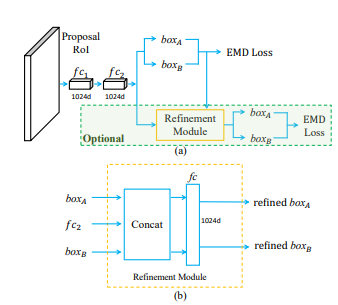 Proposal
RoI
fc1
fc2
1024d
1024d
boxA
boxB
EMD Loss
Optional
Refinement
Module
boxA
boxB
EMD
Loss
(a)
fc
boxA
fc2
boxB
Concat
1024d
refined boxA
refined boxB
Refinement Module
(b)